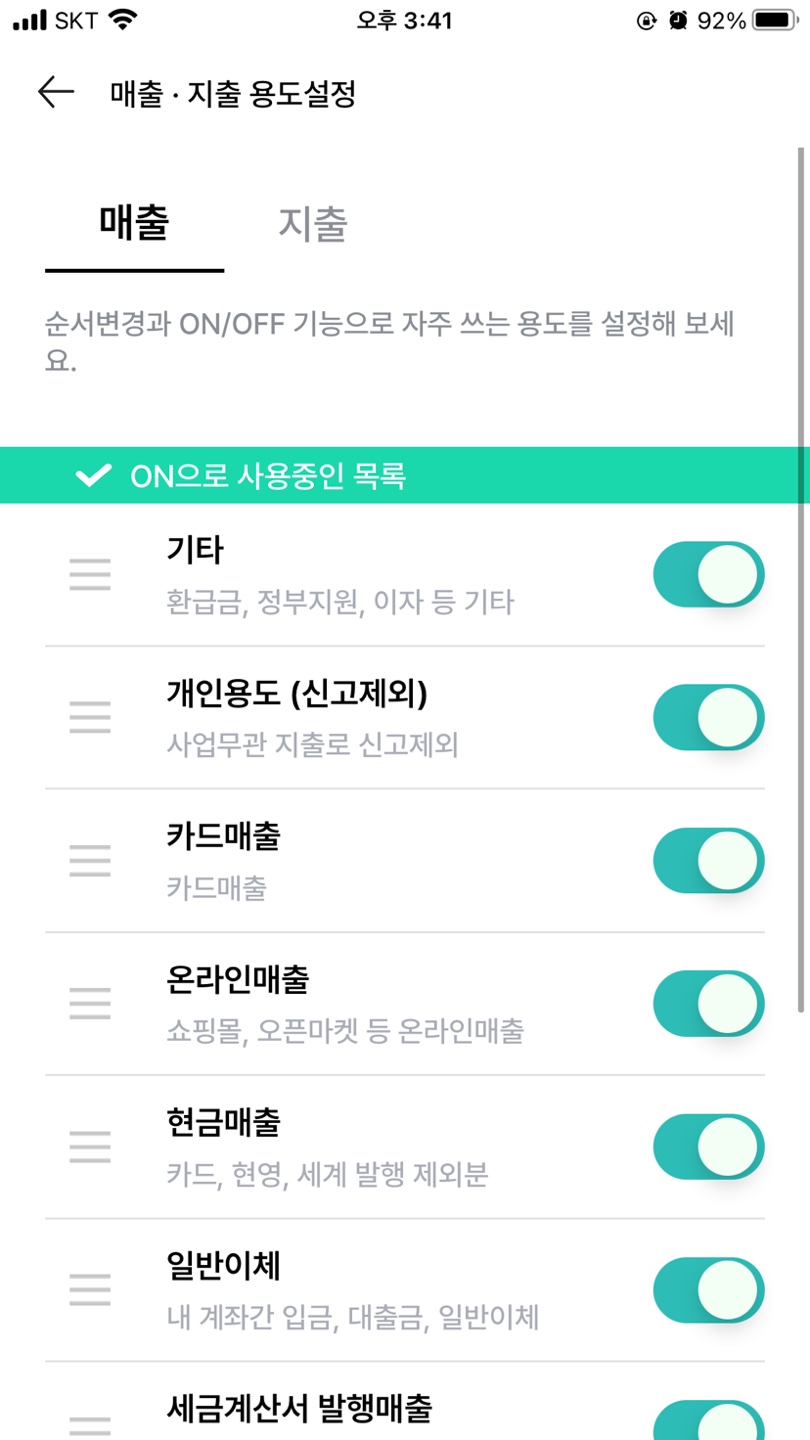 SKT 오후 3:41 92%
매출 · 지출 용도설정
매출 지출
순서변경과 ON/OFF 기능으로 자주 쓰는 용도를 설정해 보세
요.
ON으로 사용중인 목록
기타
환급금, 정부지원, 이자 등 기타
개인용도 (신고제외)
사업무관 지출로 신고제외
카드매출
카드매출
온라인매출
쇼핑몰, 오픈마켓 등 온라인매출
현금매출
카드, 현영, 세계 발행 제외분
일반이체
내 계좌간 입금, 대출금, 일반이체
세금계산서 발행매출